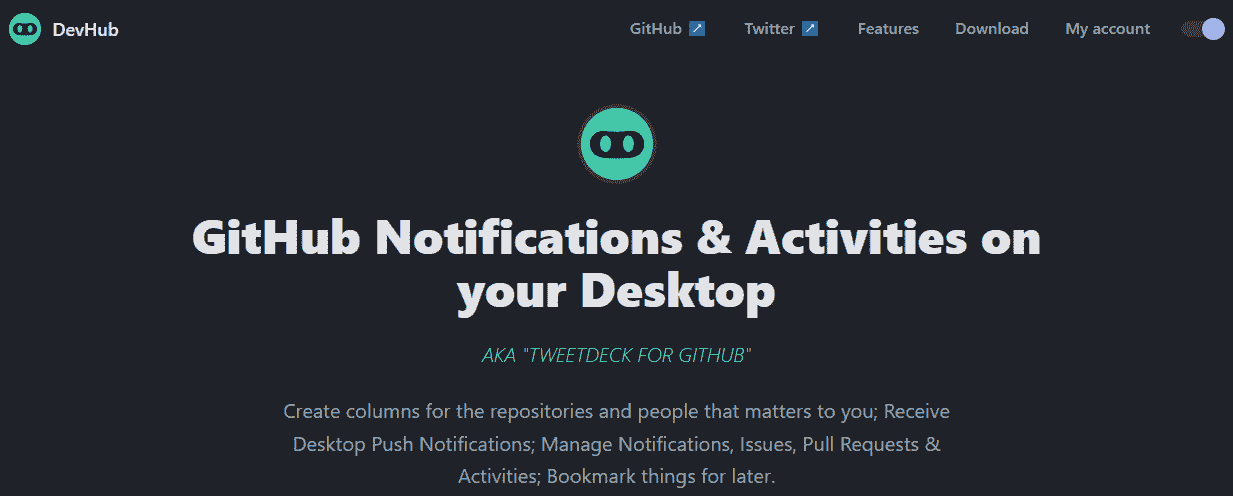 DevHub
GitHub ↗ Twitter ↗ Features Download My account
GitHub Notifications & Activities on
your Desktop
AKA "TWEETDECK FOR GITHUB"
Create columns for the repositories and people that matters to you; Receive
Desktop Push Notifications; Manage Notifications, Issues, Pull Requests &
Activities; Bookmark things for later.